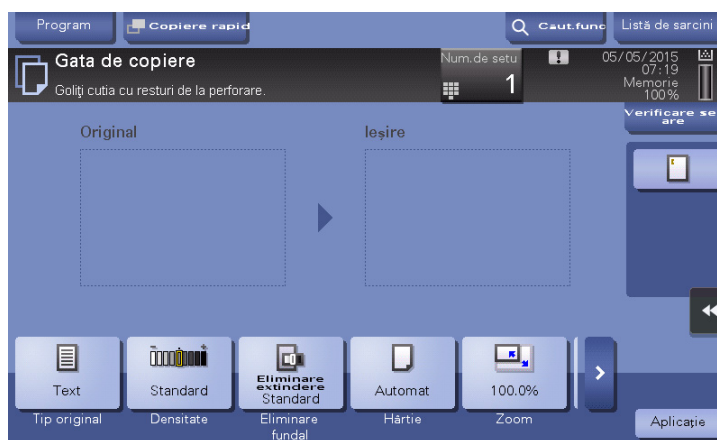 Program
Copiere rapid
Caut.func
Listă de sarcini
Gata de copiere
Goliți cutia cu resturi de la perforare.
Num.de setu
1
05/05/2015
07:19
Memorie
100%
Verificare se
are
Original
Ieșire
Text
Standard
Eliminare
extindere
Standard
Automat
100.0%
Tip original
Densitate
Eliminare
fundal
Hârtie
Zoom
Aplicație